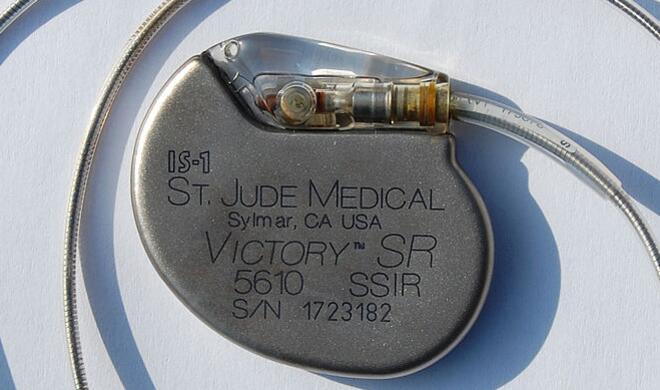 IS-1
ST. JUDE MEDICAL
Sylmar, CA USA
VICTORY™ SR
5610 SSIR
S/N 1723182